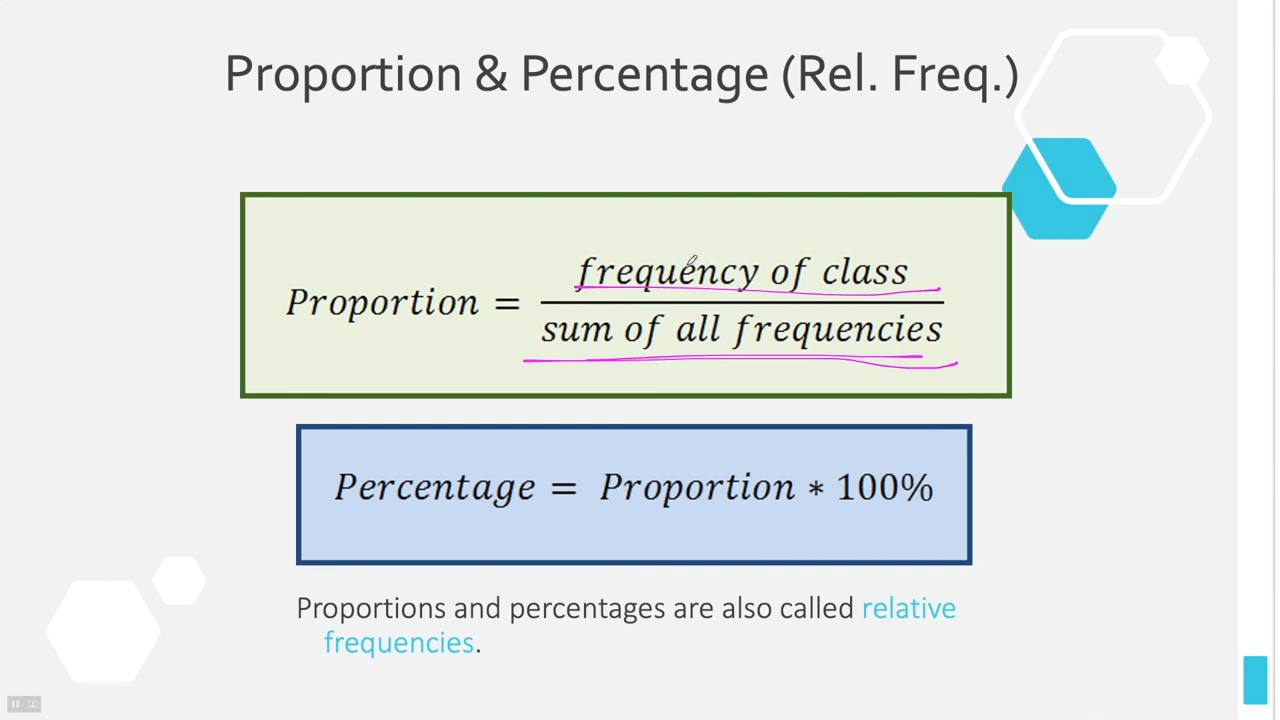 Proportion & Percentage (Rel. Freq.)
Proportion = frequency of class / sum of all frequencies
Percentage = Proportion * 100%
Proportions and percentages are also called relative
frequencies.